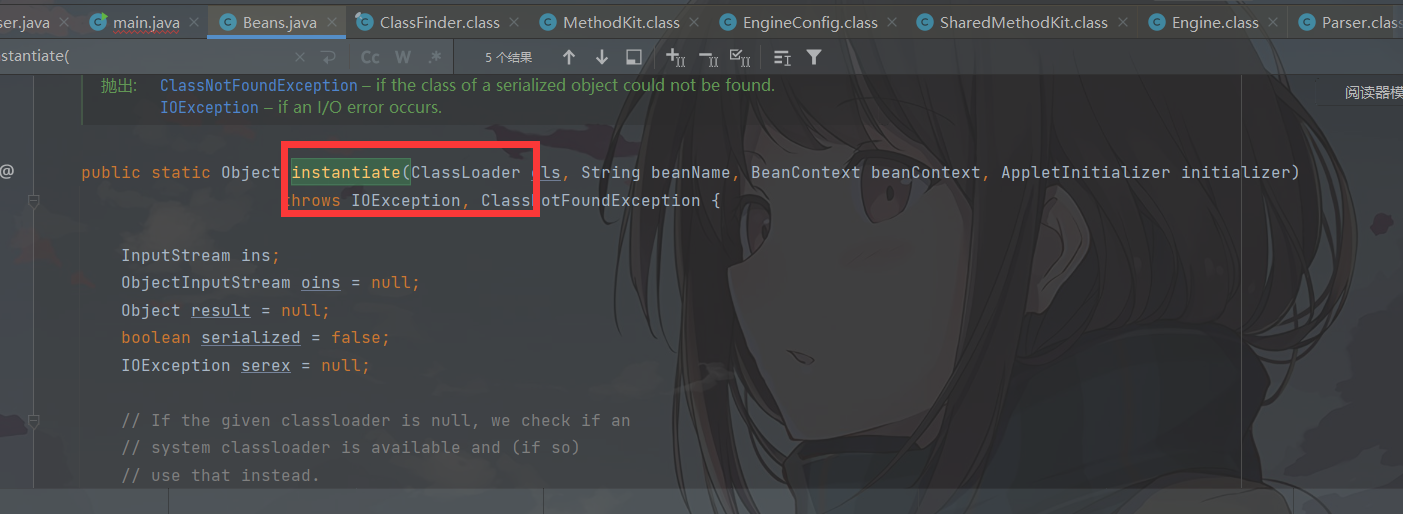 ser.java main.java Beans.java ClassFinder.class MethodKit.class EngineConfig.class SharedMethodKit.class Engine.class Parser.clas
stantiate( Cc W .* 5 个结果
抛出: ClassNotFoundException – if the class of a serialized object could not be found.
阅读器模
IOException – if an I/O error occurs.
@ public static Object instantiate(ClassLoader cls, String beanName, BeanContext beanContext, AppletInitializer initializer)
throws IOException, ClassNotFoundException {
InputStream ins;
ObjectInputStream oins = null;
Object result = null;
boolean serialized = false;
IOException serex = null;
// If the given classloader is null, we check if an
// system classloader is available and (if so)
// use that instead.